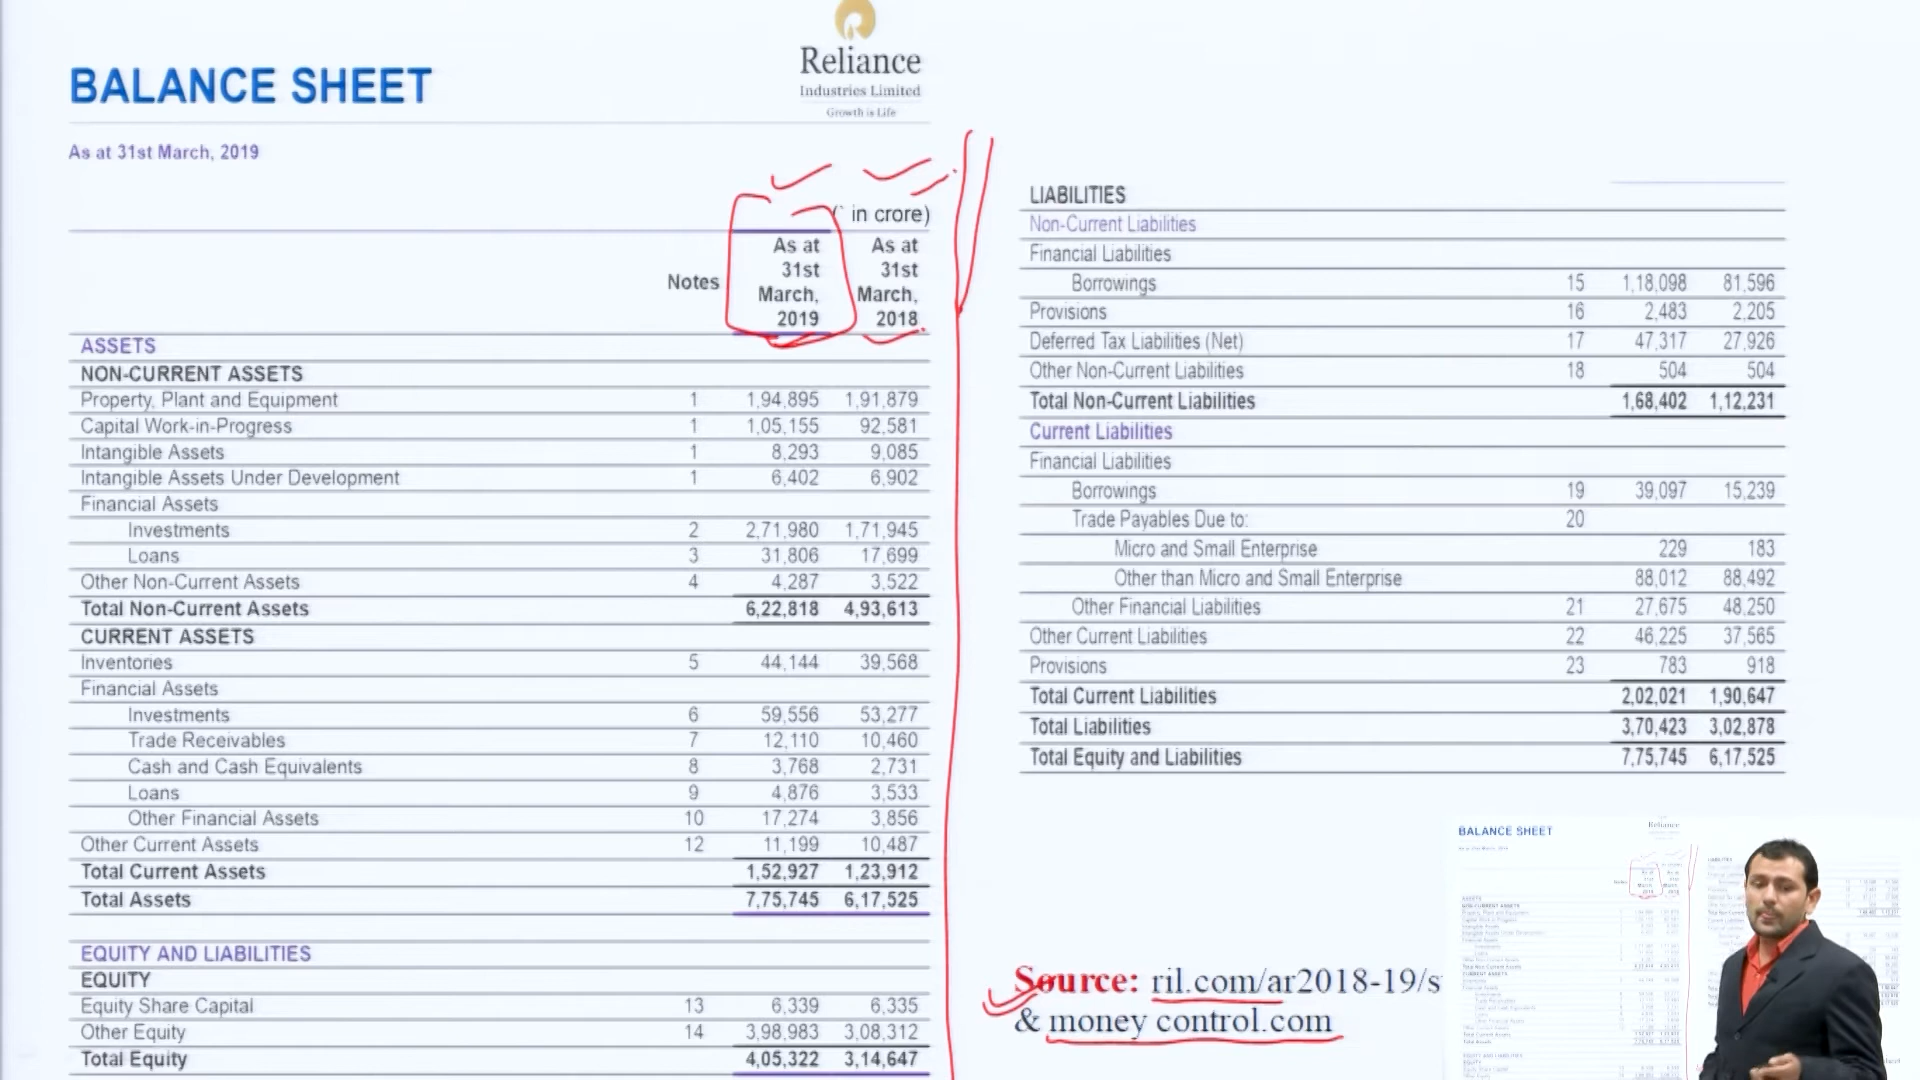 Reliance
Industries Limited
Growth is Life
BALANCE SHEET
As at 31st March, 2019
(` in crore)
Notes As at 31st March, 2019 As at 31st March, 2018
ASSETS
NON-CURRENT ASSETS
Property, Plant and Equipment 1 1,94,895 1,91,879
Capital Work-in-Progress 1 1,05,155 92,581
Intangible Assets 1 8,293 9,085
Intangible Assets Under Development 1 6,402 6,902
Financial Assets
Investments 2 2,71,980 1,71,945
Loans 3 31,806 17,699
Other Non-Current Assets 4 4,287 3,522
Total Non-Current Assets 6,22,818 4,93,613
CURRENT ASSETS
Inventories 5 44,144 39,568
Financial Assets
Investments 6 59,556 53,277
Trade Receivables 7 12,110 10,460
Cash and Cash Equivalents 8 3,768 2,731
Loans 9 4,876 3,533
Other Financial Assets 10 17,274 3,856
Other Current Assets 12 11,199 10,487
Total Current Assets 1,52,927 1,23,912
Total Assets 7,75,745 6,17,525
EQUITY AND LIABILITIES
EQUITY
Equity Share Capital 13 6,339 6,335
Other Equity 14 3,98,983 3,08,312
Total Equity 4,05,322 3,14,647
LIABILITIES
Non-Current Liabilities
Financial Liabilities
Borrowings 15 1,18,098 81,596
Provisions 16 2,483 2,205
Deferred Tax Liabilities (Net) 17 47,317 27,926
Other Non-Current Liabilities 18 504 504
Total Non-Current Liabilities 1,68,402 1,12,231
Current Liabilities
Financial Liabilities
Borrowings 19 39,097 15,239
Trade Payables Due to: 20
Micro and Small Enterprise 229 183
Other than Micro and Small Enterprise 88,012 88,492
Other Financial Liabilities 21 27,675 48,250
Other Current Liabilities 22 46,225 37,565
Provisions 23 783 918
Total Current Liabilities 2,02,021 1,90,647
Total Liabilities 3,70,423 3,02,878
Total Equity and Liabilities 7,75,745 6,17,525
Source: ril.com/ar2018-19/s
& money control.com
BALANCE SHEET
Reliance